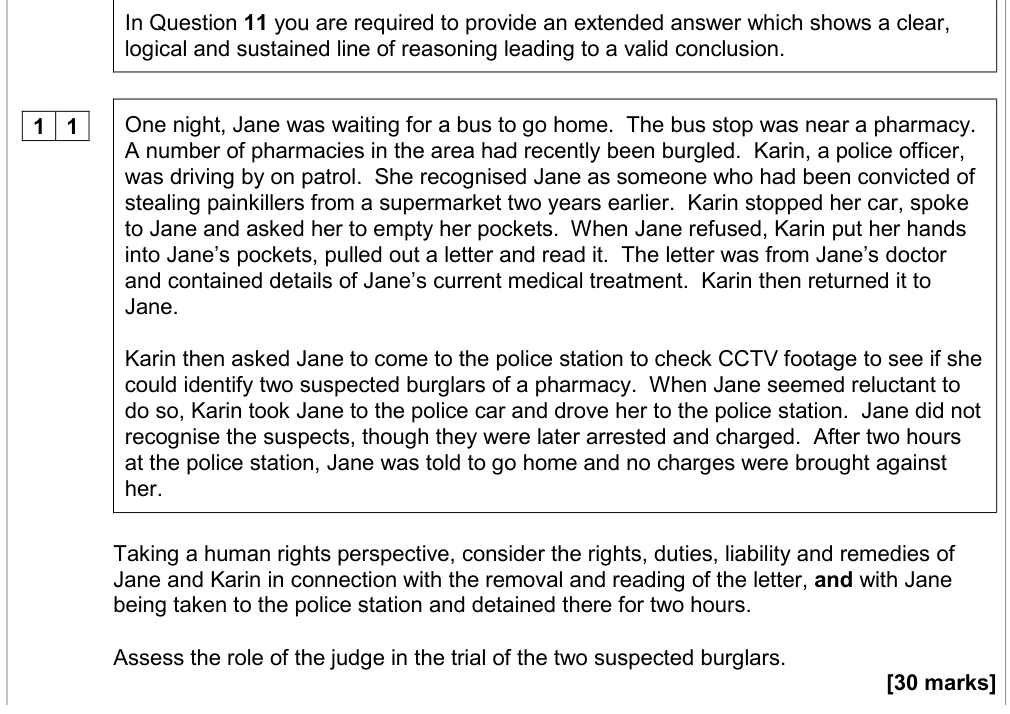 In Question 11 you are required to provide an extended answer which shows a clear,
logical and sustained line of reasoning leading to a valid conclusion.
1 1
One night, Jane was waiting for a bus to go home.  The bus stop was near a pharmacy.
A number of pharmacies in the area had recently been burgled.  Karin, a police officer,
was driving by on patrol.  She recognised Jane as someone who had been convicted of
stealing painkillers from a supermarket two years earlier.  Karin stopped her car, spoke
to Jane and asked her to empty her pockets.  When Jane refused, Karin put her hands
into Jane’s pockets, pulled out a letter and read it.  The letter was from Jane’s doctor
and contained details of Jane’s current medical treatment.  Karin then returned it to
Jane.
Karin then asked Jane to come to the police station to check CCTV footage to see if she
could identify two suspected burglars of a pharmacy.  When Jane seemed reluctant to
do so, Karin took Jane to the police car and drove her to the police station.  Jane did not
recognise the suspects, though they were later arrested and charged.  After two hours
at the police station, Jane was told to go home and no charges were brought against
her.
Taking a human rights perspective, consider the rights, duties, liability and remedies of
Jane and Karin in connection with the removal and reading of the letter, and with Jane
being taken to the police station and detained there for two hours.
Assess the role of the judge in the trial of the two suspected burglars.
[30 marks]